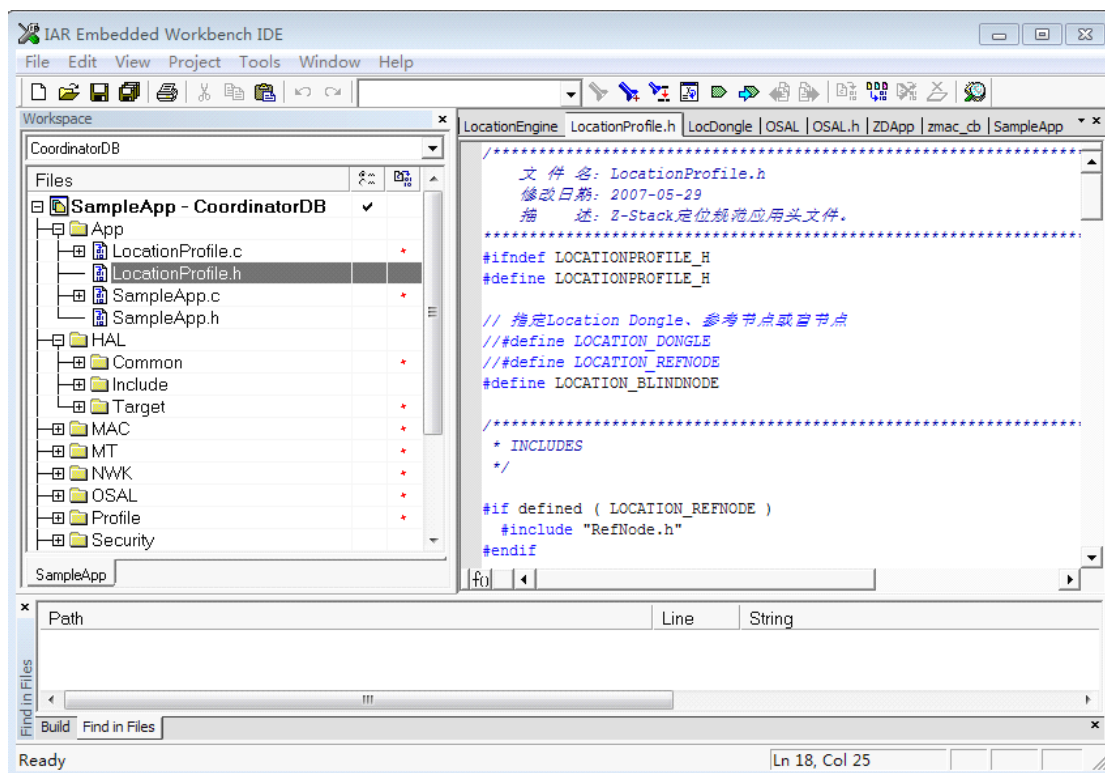 IAR Embedded Workbench IDE
File Edit View Project Tools Window Help
Workspace
CoordinatorDB
Files
SampleApp - CoordinatorDB
App
LocationProfile.c
LocationProfile.h
SampleApp.c
SampleApp.h
HAL
Common
Include
Target
MAC
MT
NWK
OSAL
Profile
Security
SampleApp
LocationEngine LocationProfile.h LocDongle OSAL OSAL.h ZDApp zmac_cb SampleApp
/*****************************************************************
文 件 名: LocationProfile.h
修改日期: 2007-05-29
描 述: Z-Stack定位规范应用头文件。
******************************************************************
#ifndef LOCATIONPROFILE_H
#define LOCATIONPROFILE_H
// 指定Location Dongle、参考节点或盲节点
//#define LOCATION_DONGLE
//#define LOCATION_REFNODE
#define LOCATION_BLINDNODE
/*****************************************************************
* INCLUDES
*/
#if defined ( LOCATION_REFNODE )
#include "RefNode.h"
#endif
f()
Path Line String
Find in Files
Build Find in Files
Ready Ln 18, Col 25